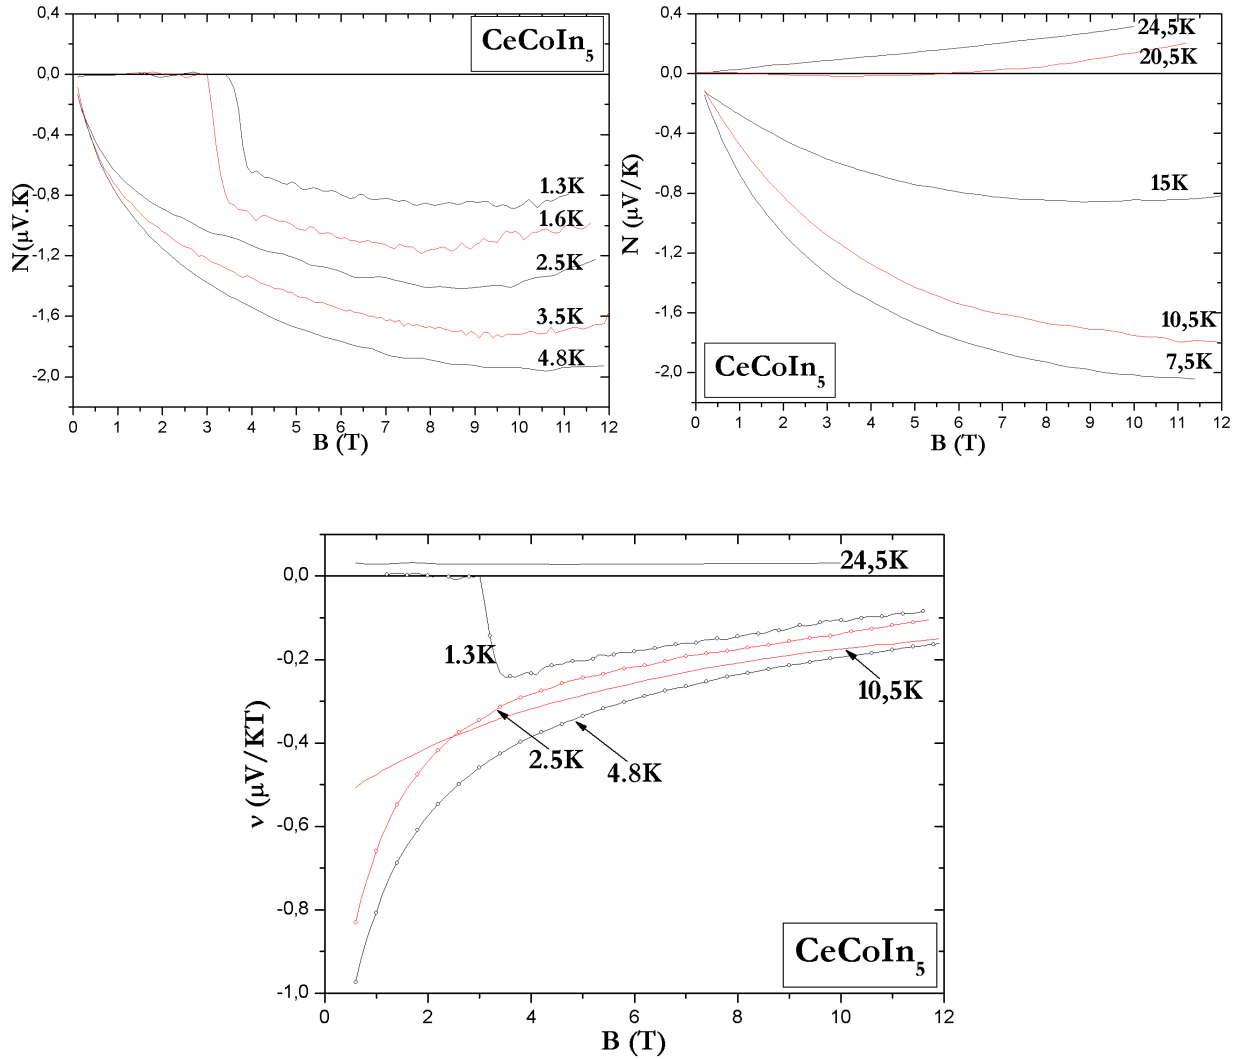 0,4
0,0
-0,4
-0,8
-1,2
-1,6
-2,0
N(μV.K)
CeCoIn5
1.3K
1.6K
2.5K
3.5K
4.8K
0 1 2 3 4 5 6 7 8 9 10 11 12
B (T)
0,4
0,0
-0,4
-0,8
-1,2
-1,6
-2,0
N (μV/K)
24,5K
20,5K
15K
10,5K
7,5K
CeCoIn5
0 1 2 3 4 5 6 7 8 9 10 11 12
B (T)
0,0
-0,2
-0,4
-0,6
-0,8
-1,0
ν (μV/KT)
24,5K
1.3K
10,5K
2.5K
4.8K
CeCoIn5
0 2 4 6 8 10 12
B (T)